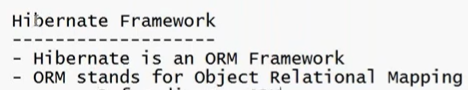 Hibernate Framework
-------------------
- Hibernate is an ORM Framework
- ORM stands for Object Relational Mapping